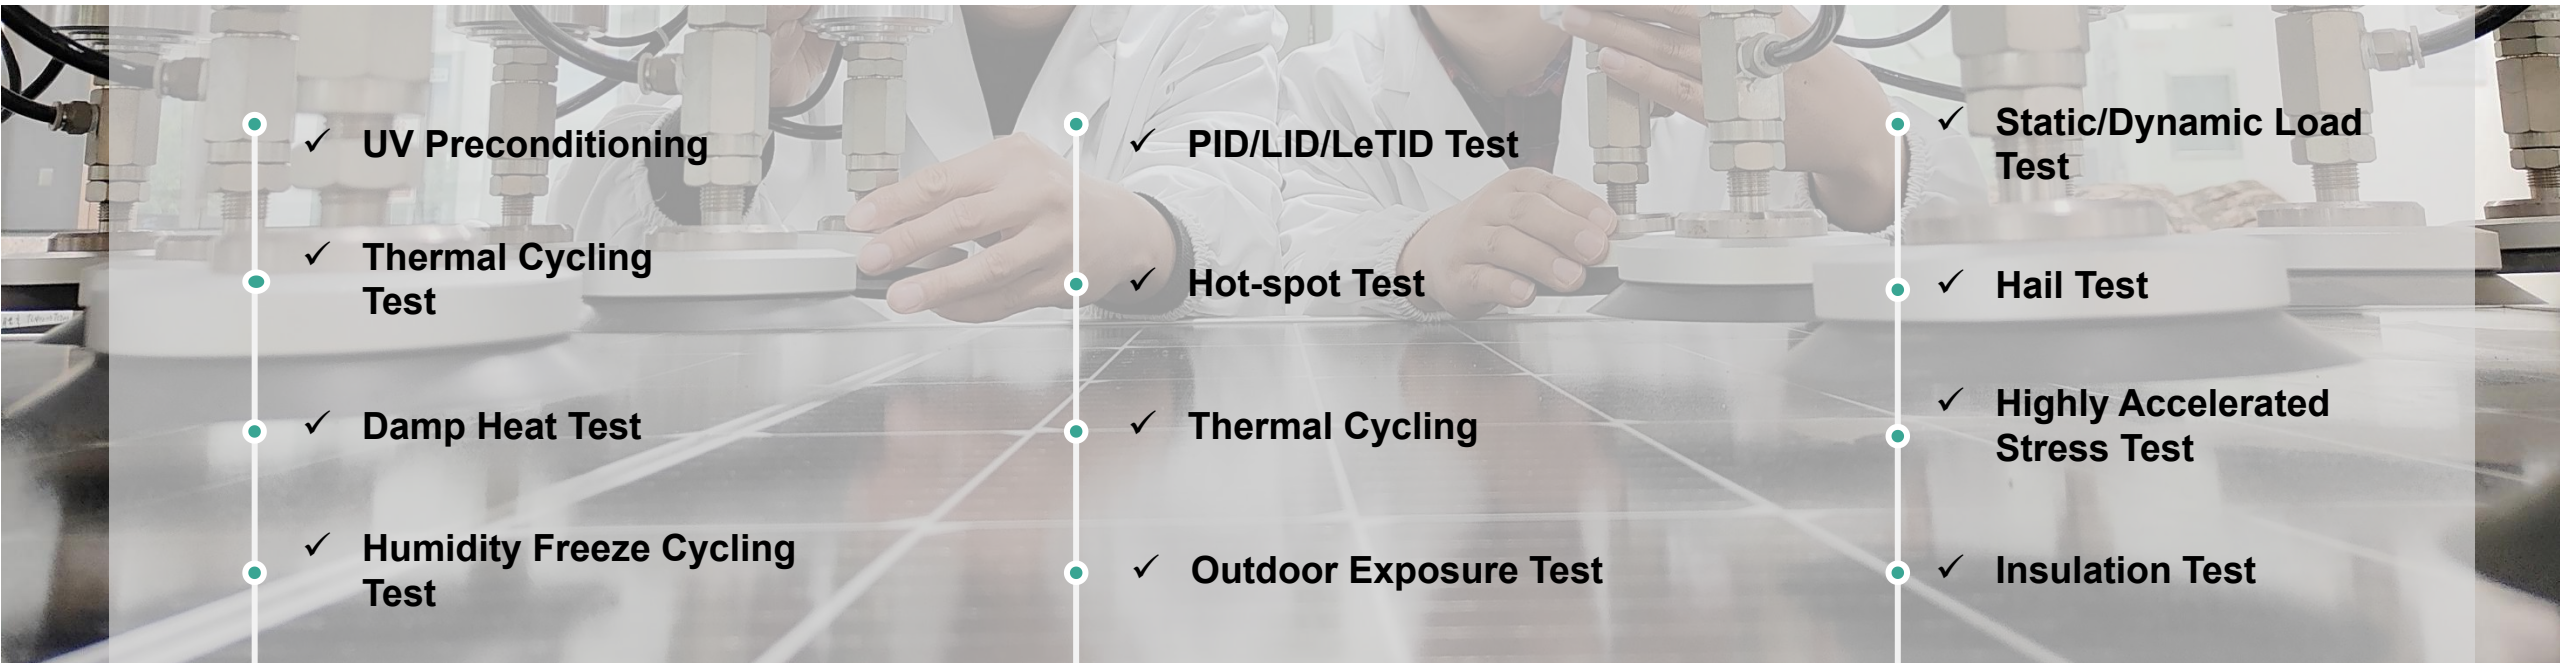 ✓ UV Preconditioning
✓ Thermal Cycling
Test
✓ Damp Heat Test
✓ Humidity Freeze Cycling
Test
✓ PID/LID/LeTID Test
✓ Hot-spot Test
✓ Thermal Cycling
✓ Outdoor Exposure Test
✓ Static/Dynamic Load
Test
✓ Hail Test
✓ Highly Accelerated
Stress Test
✓ Insulation Test